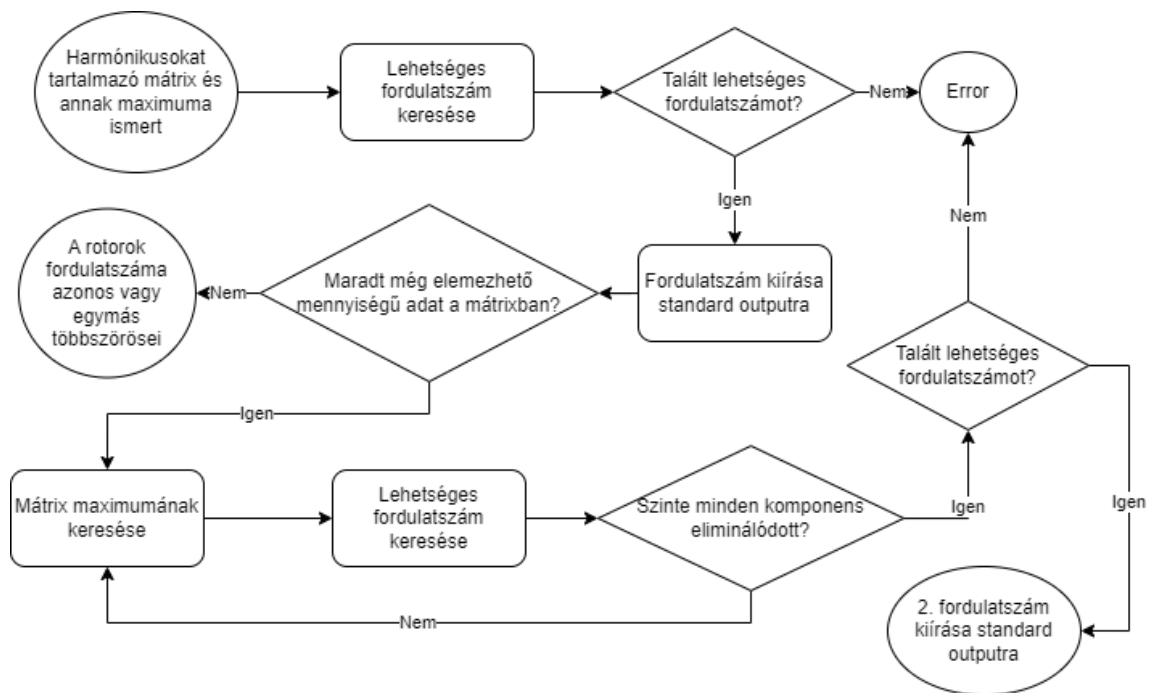 Harmónikusokat
tartalmazó mátrix és
annak maximuma
ismert
Lehetséges
fordulatszám
keresése
Talált lehetséges
fordulatszámot?
Nem
Error
Igen
Nem
A rotorok
fordulatszáma
azonos vagy
egymás
többszörösei
Nem
Maradt még elemezhető
mennyiségű adat a mátrixban?
Fordulatszám kiírása
standard outputra
Talált lehetséges
fordulatszámot?
Igen
Mátrix maximumának
keresése
Lehetséges
fordulatszám
keresése
Szinte minden komponens
eliminálódott?
Igen
Igen
Nem
2. fordulatszám
kiírása standard
outputra